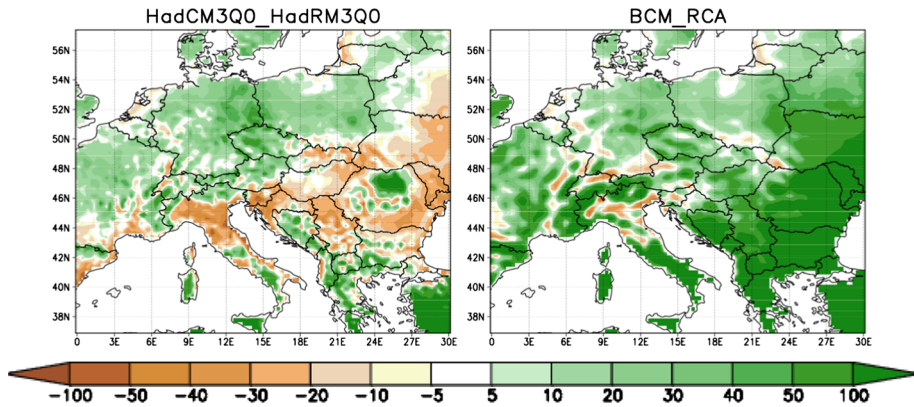 HadCM3Q0_HadRM3Q0
BCM_RCA
56N
54N
52N
50N
48N
46N
44N
42N
40N
38N
0 3E 6E 9E 12E 15E 18E 21E 24E 27E 30E
56N
54N
52N
50N
48N
46N
44N
42N
40N
38N
0 3E 6E 9E 12E 15E 18E 21E 24E 27E 30E
-100 -50 -40 -30 -20 -10 -5 5 10 20 30 40 50 100